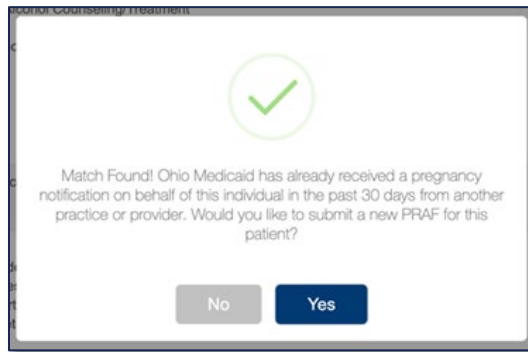 Alcohol Counseling/Treatment
Match Found! Ohio Medicaid has already received a pregnancy
notification on behalf of this individual in the past 30 days from another
practice or provider. Would you like to submit a new PRAF for this
patient?
No Yes